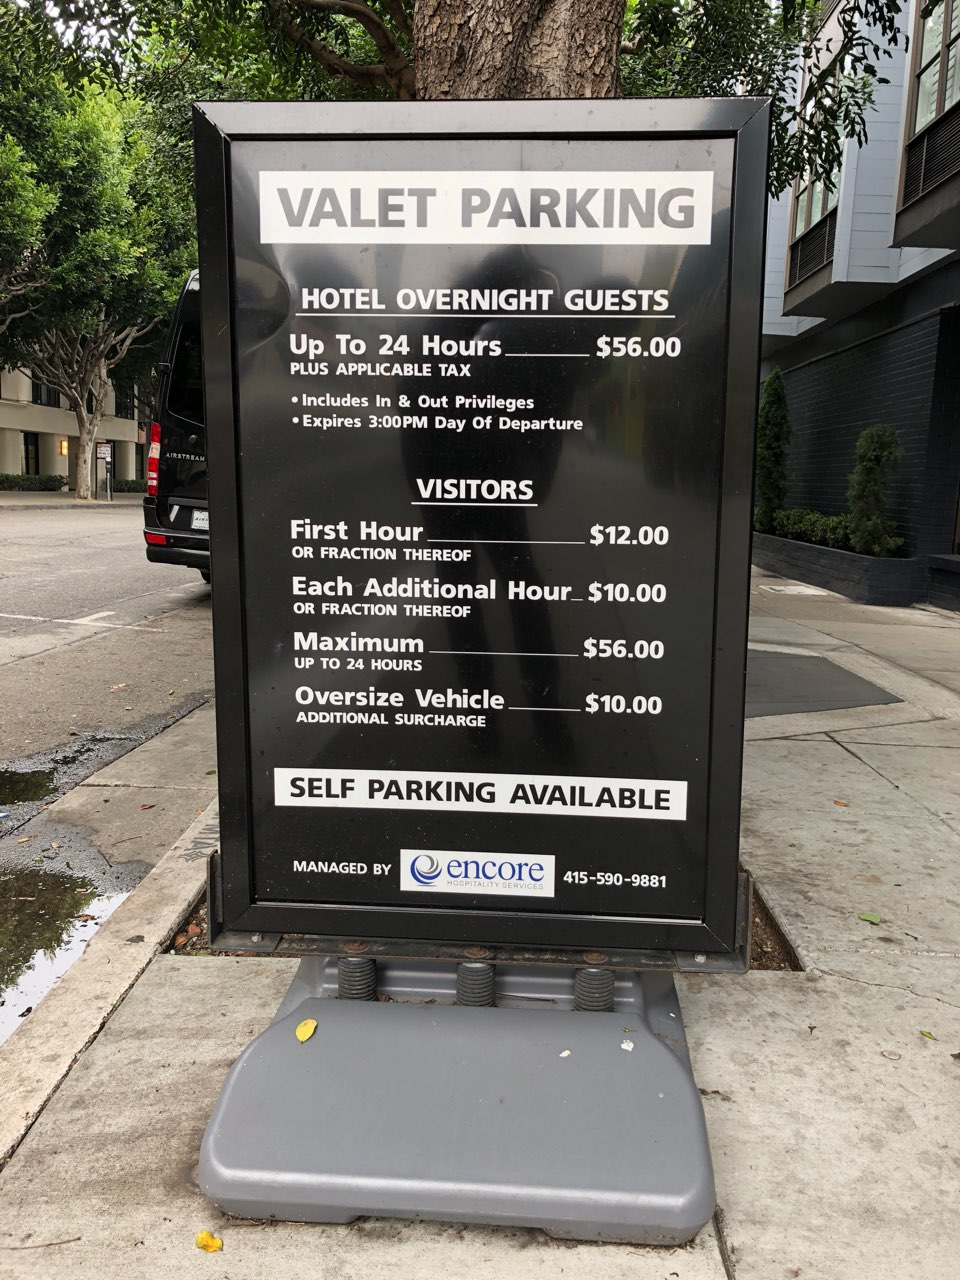 VALET PARKING
HOTEL OVERNIGHT GUESTS
Up To 24 Hours $56.00
PLUS APPLICABLE TAX
• Includes In & Out Privileges
• Expires 3:00PM Day Of Departure
VISITORS
First Hour $12.00
OR FRACTION THEREOF
Each Additional Hour $10.00
OR FRACTION THEREOF
Maximum $56.00
UP TO 24 HOURS
Oversize Vehicle $10.00
ADDITIONAL SURCHARGE
SELF PARKING AVAILABLE
MANAGED BY encore 415-590-9881
HOSPITALITY SERVICES
AIRSTREAM